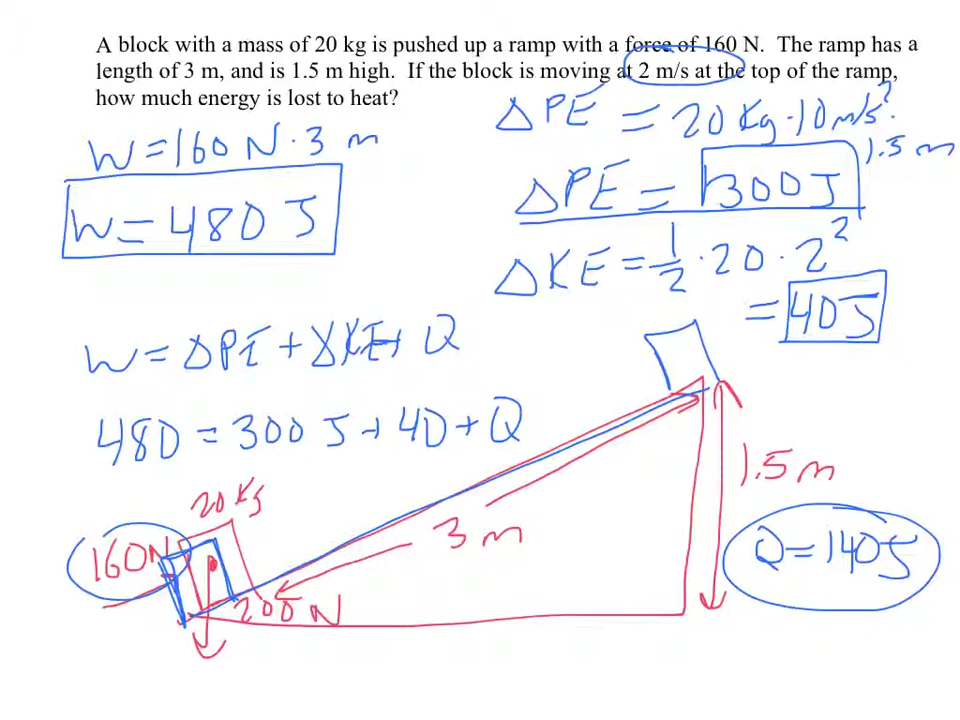 A block with a mass of 20 kg is pushed up a ramp with a force of 160 N. The ramp has a
length of 3 m, and is 1.5 m high. If the block is moving at 2 m/s at the top of the ramp,
how much energy is lost to heat?
ΔPE = 20 Kg · 10 m/s²·
1.5 m
W = 160 N · 3 m
W = 480 J
ΔPE = 300 J
ΔKE = 1/2 · 20 · 2²
= 40 J
W = ΔPE + ΔKE + Q
480 = 300 J + 40 + Q
20 Kg
160 N
200 N
3 m
1.5 m
Q = 140 J